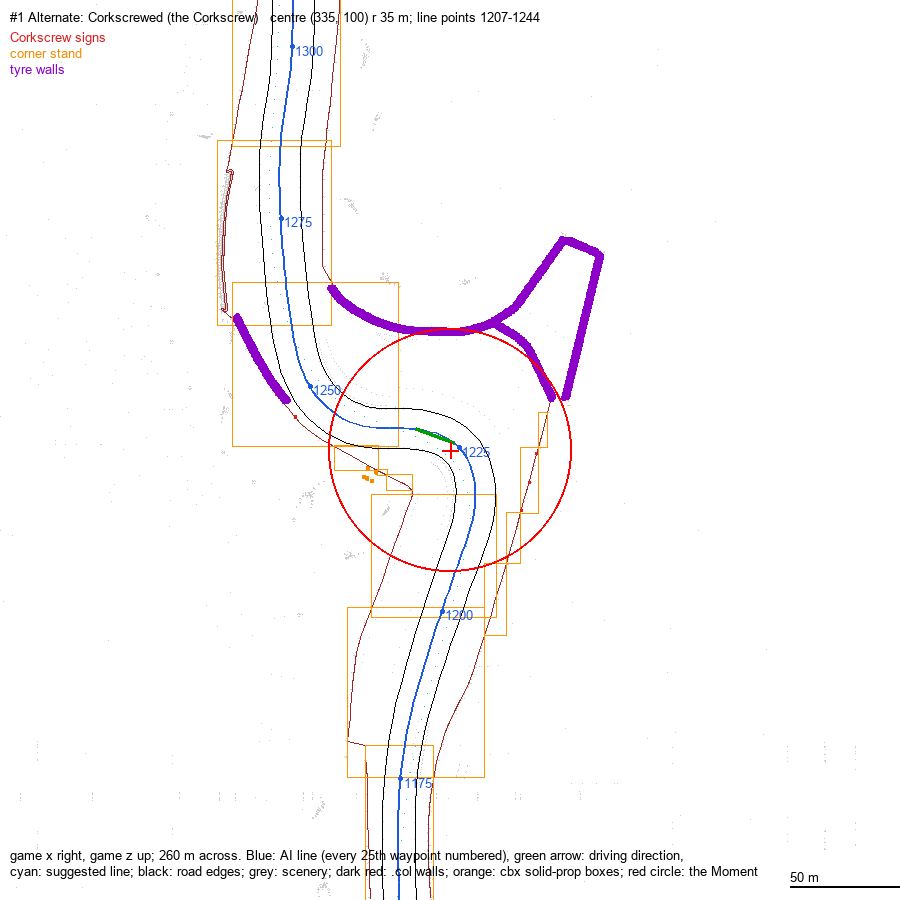 #1 Alternate: Corkscrewed (the Corkscrew)   centre (335, 100) r 35 m; line points 1207-1244
Corkscrew signs
corner stand
tyre walls
1300
1275
1250
1225
1200
1175
game x right, game z up; 260 m across. Blue: AI line (every 25th waypoint numbered), green arrow: driving direction,
cyan: suggested line; black: road edges; grey: scenery; dark red: .col walls; orange: cbx solid-prop boxes; red circle: the Moment
50 m